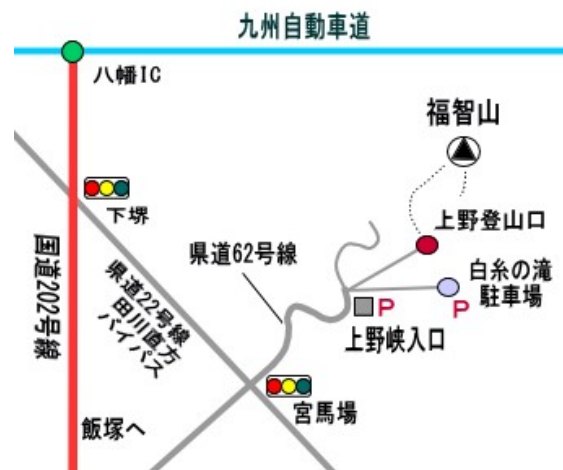 九州自動車道
八幡IC
福智山
下堺
上野登山口
国道202号線
県道62号線
白糸の滝
駐車場
県道22号線
田川直方
バイパス
P
P
上野峡入口
宮馬場
飯塚へ